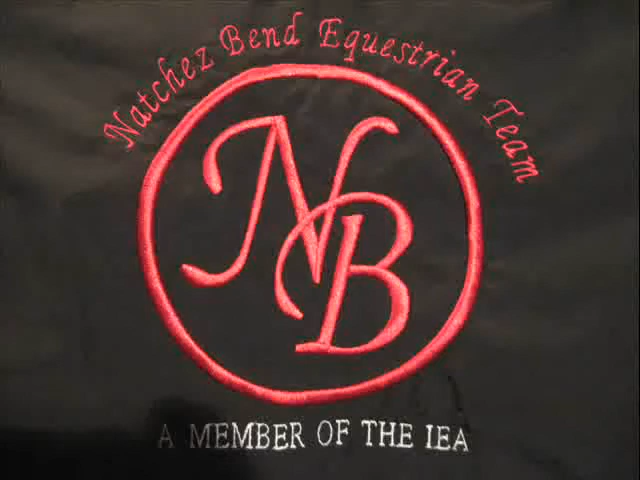 Natchez Bend Equestrian Team
NB
A MEMBER OF THE IEA